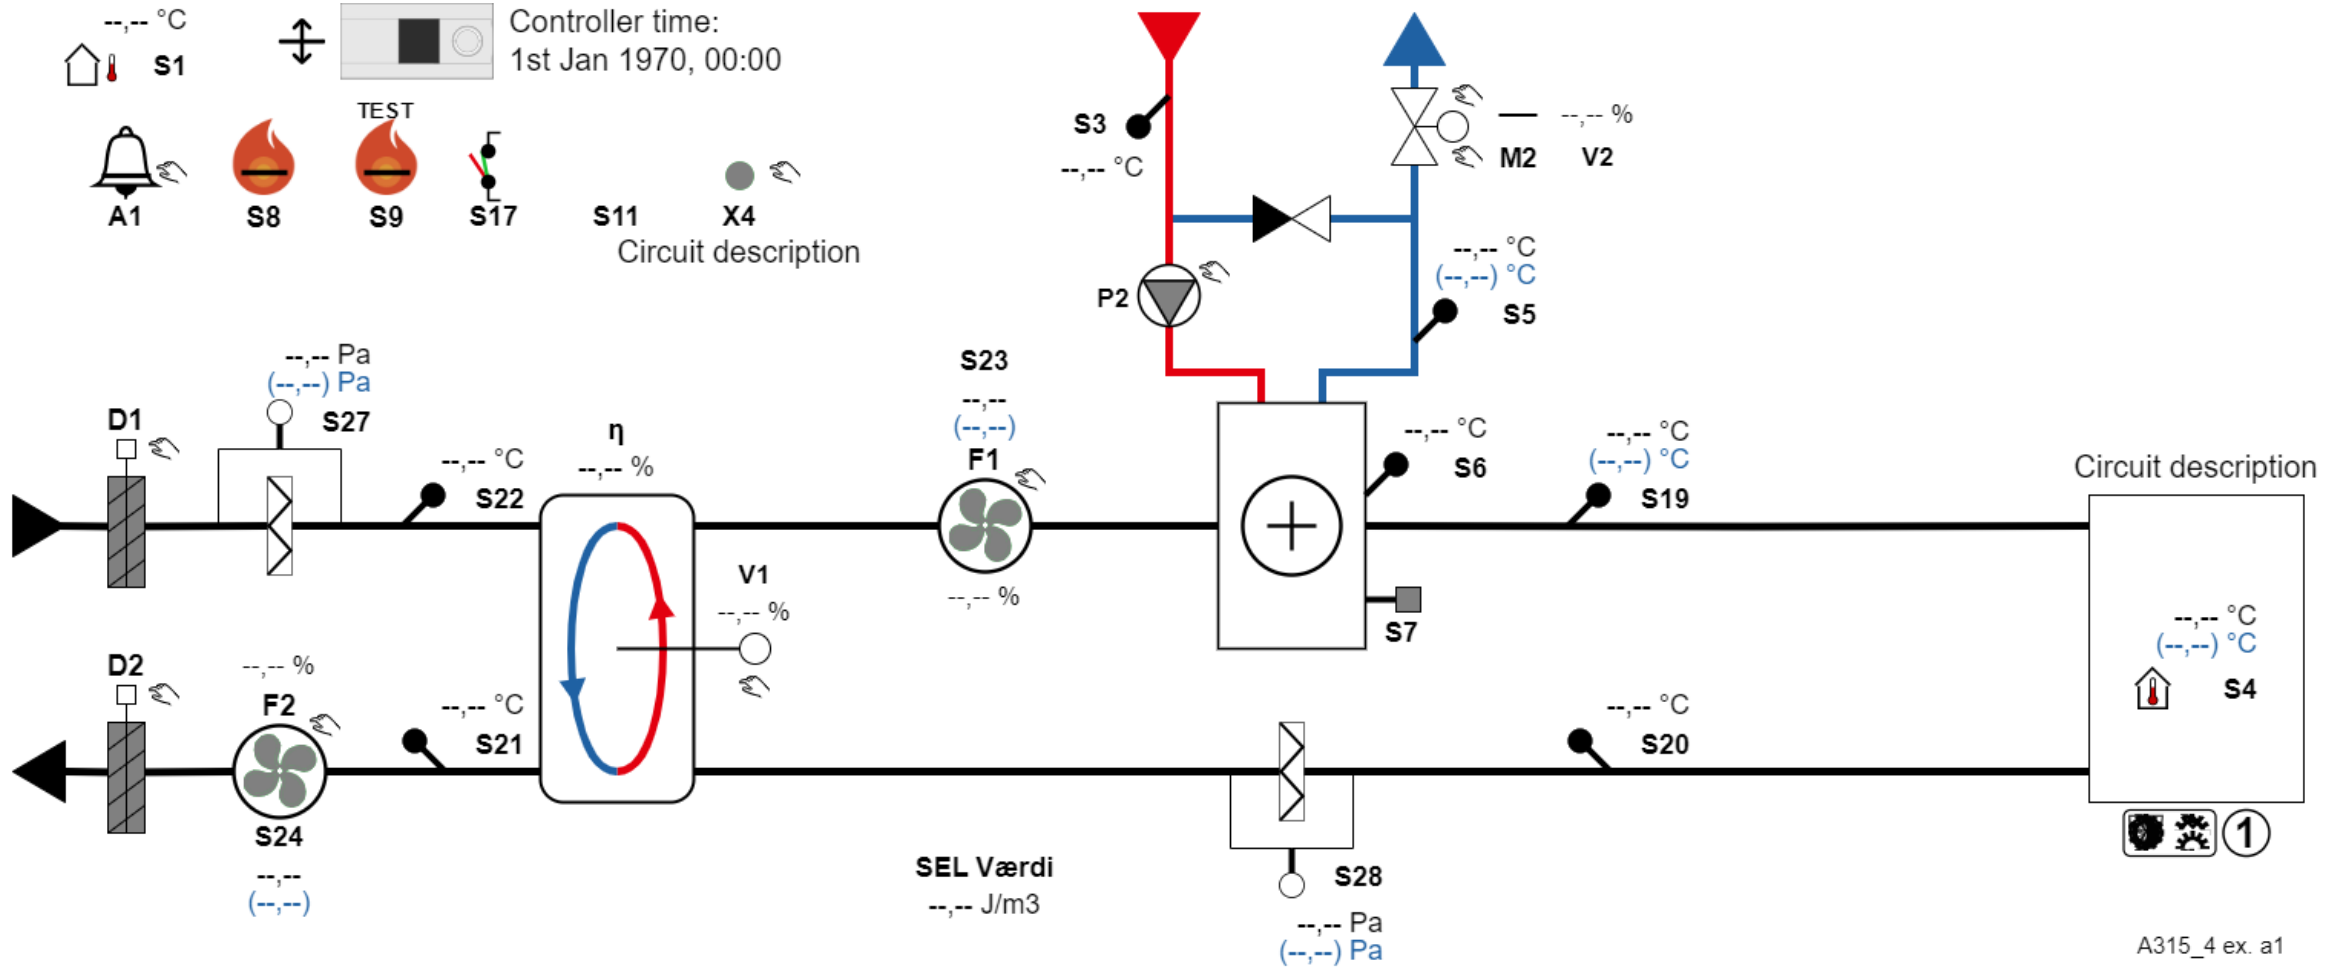 --,-- °C
S1
Controller time:
1st Jan 1970, 00:00
TEST
A1
S8
S9
S17
S11
X4
Circuit description
S3
--,-- °C
--,-- %
M2
V2
P2
--,-- °C
(--,--) °C
S5
--,-- Pa
(--,--) Pa
S27
D1
--,-- °C
S22
η
--,-- %
S23
--,--
(--,--)
F1
--,-- %
--,-- °C
S6
--,-- °C
(--,--) °C
S19
Circuit description
V1
--,-- %
S7
--,-- °C
(--,--) °C
S4
D2
--,-- %
F2
S24
--,--
(--,--)
--,-- °C
S21
--,-- °C
S20
SEL Værdi
--,-- J/m3
S28
--,-- Pa
(--,--) Pa
1
A315_4 ex. a1